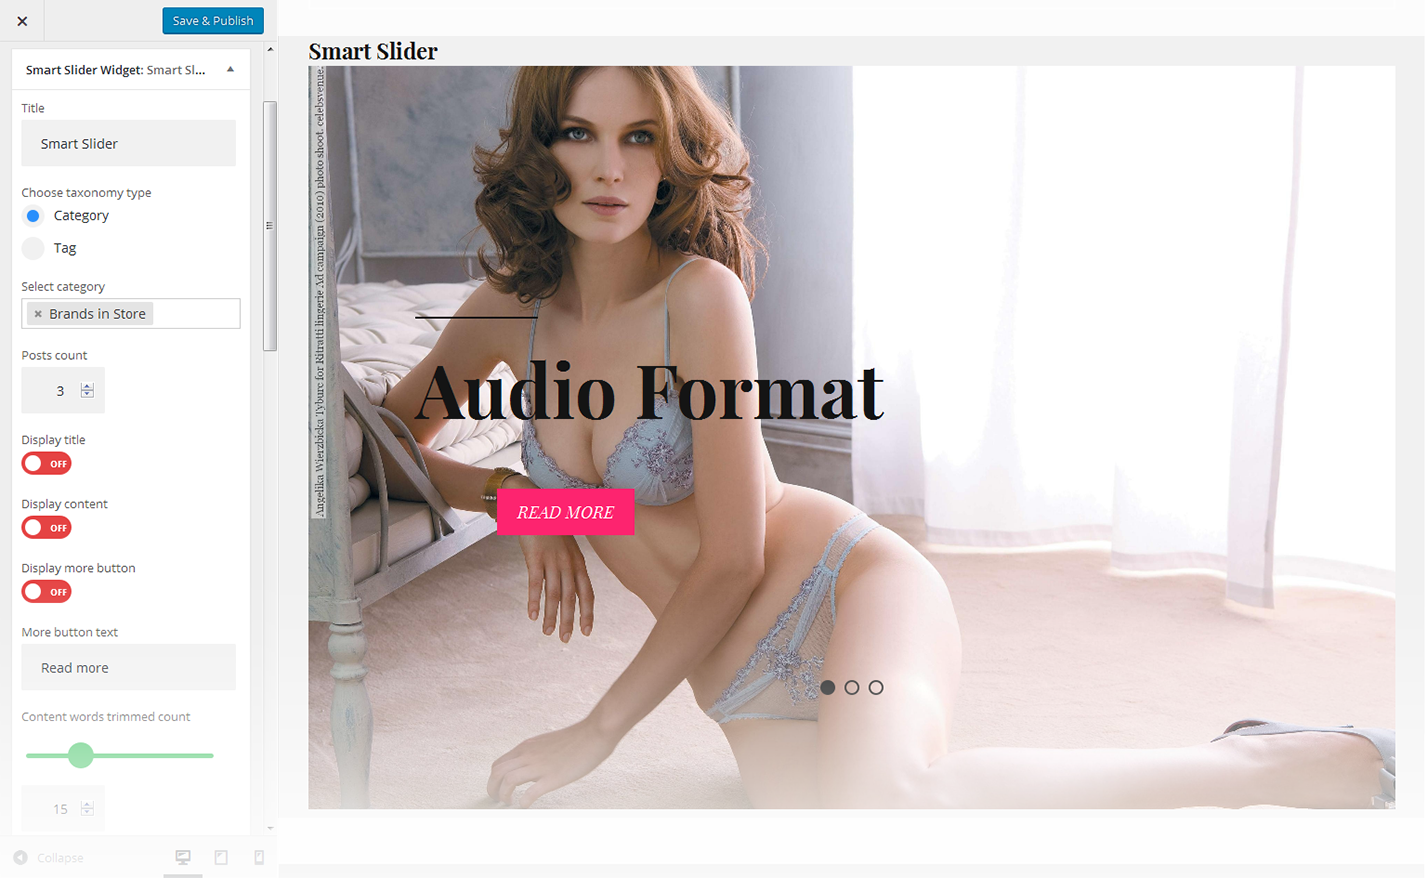 Save & Publish
Smart Slider Widget: Smart Sl...
Title
Smart Slider
Choose taxonomy type
Category
Tag
Select category
× Brands in Store
Posts count
3
Display title
OFF
Display content
OFF
Display more button
OFF
More button text
Read more
Content words trimmed count
15
Collapse
Smart Slider
Angelika Wierzbicka Tyburc for Ritratti lingerie Ad campaign (2010) photo shoot. celebsvenue.
Audio Format
READ MORE